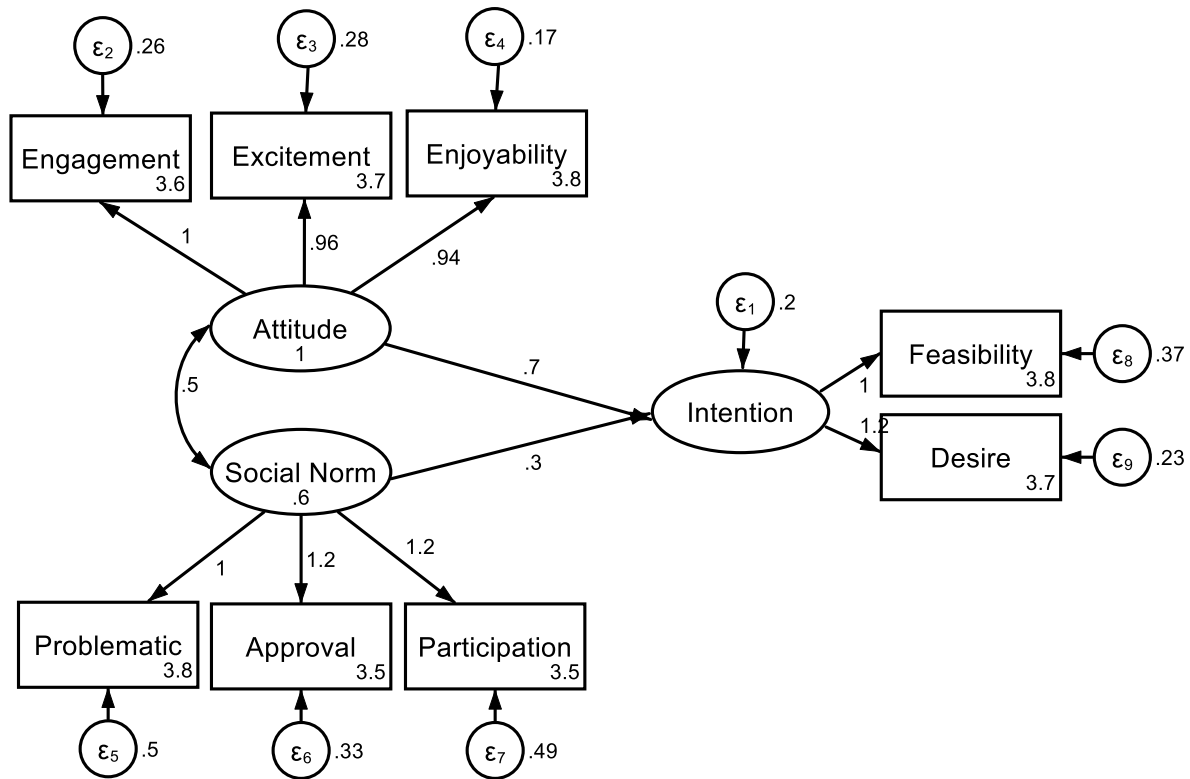 ε2 .26
ε3 .28
ε4 .17
Engagement
3.6
Excitement
3.7
Enjoyability
3.8
1
.96
.94
Attitude
1
.5
.7
ε1 .2
Feasibility
3.8
ε8 .37
1
Intention
1.2
Desire
3.7
ε9 .23
Social Norm
.6
.3
1
1.2
1.2
Problematic
3.8
Approval
3.5
Participation
3.5
ε5 .5
ε6 .33
ε7 .49